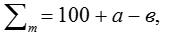 ∑ₘ = 100 + а − в,